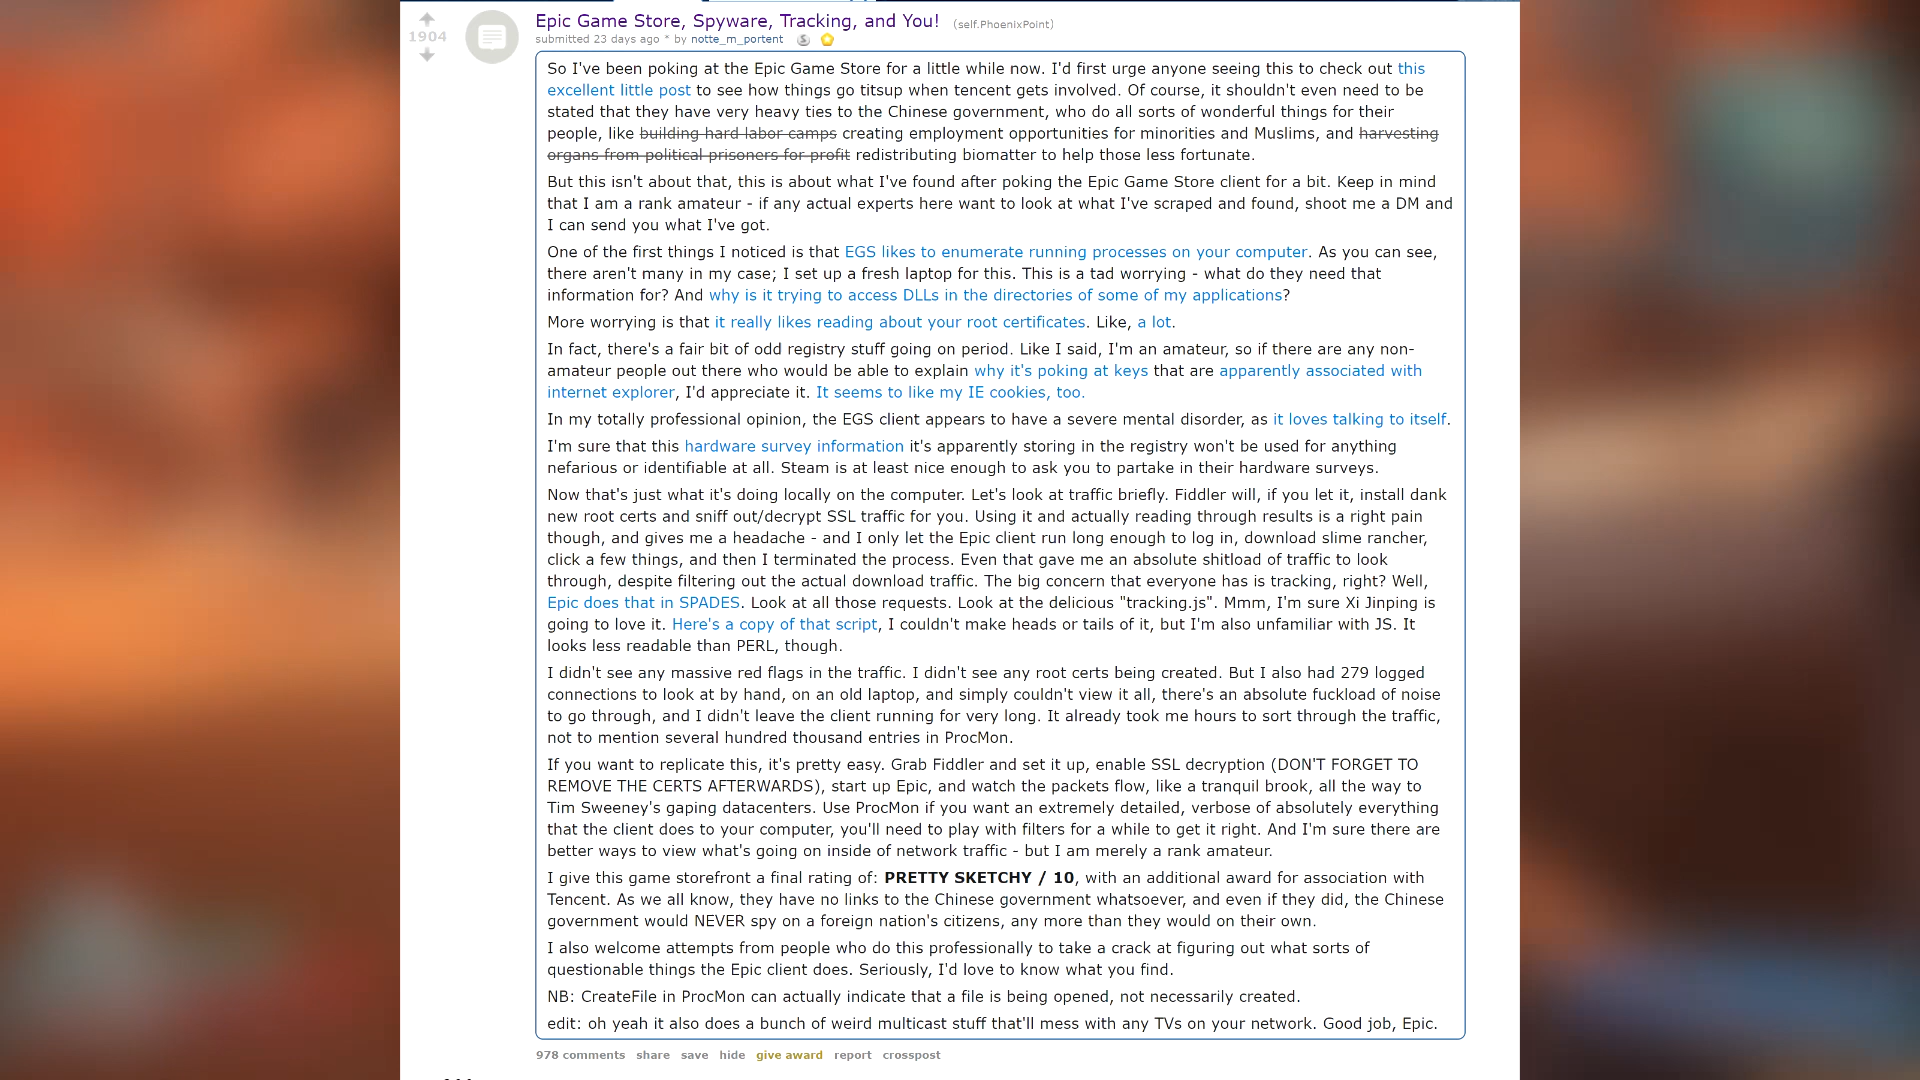 Epic Game Store, Spyware, Tracking, and You! (self.PhoenixPoint)
1904
submitted 23 days ago * by notte_m_portent
So I've been poking at the Epic Game Store for a little while now. I'd first urge anyone seeing this to check out this
excellent little post to see how things go titsup when tencent gets involved. Of course, it shouldn't even need to be
stated that they have very heavy ties to the Chinese government, who do all sorts of wonderful things for their
people, like building hard labor camps creating employment opportunities for minorities and Muslims, and harvesting
organs from political prisoners for profit redistributing biomatter to help those less fortunate.
But this isn't about that, this is about what I've found after poking the Epic Game Store client for a bit. Keep in mind
that I am a rank amateur - if any actual experts here want to look at what I've scraped and found, shoot me a DM and
I can send you what I've got.
One of the first things I noticed is that EGS likes to enumerate running processes on your computer. As you can see,
there aren't many in my case; I set up a fresh laptop for this. This is a tad worrying - what do they need that
information for? And why is it trying to access DLLs in the directories of some of my applications?
More worrying is that it really likes reading about your root certificates. Like, a lot.
In fact, there's a fair bit of odd registry stuff going on period. Like I said, I'm an amateur, so if there are any non-
amateur people out there who would be able to explain why it's poking at keys that are apparently associated with
internet explorer, I'd appreciate it. It seems to like my IE cookies, too.
In my totally professional opinion, the EGS client appears to have a severe mental disorder, as it loves talking to itself.
I'm sure that this hardware survey information it's apparently storing in the registry won't be used for anything
nefarious or identifiable at all. Steam is at least nice enough to ask you to partake in their hardware surveys.
Now that's just what it's doing locally on the computer. Let's look at traffic briefly. Fiddler will, if you let it, install dank
new root certs and sniff out/decrypt SSL traffic for you. Using it and actually reading through results is a right pain
though, and gives me a headache - and I only let the Epic client run long enough to log in, download slime rancher,
click a few things, and then I terminated the process. Even that gave me an absolute shitload of traffic to look
through, despite filtering out the actual download traffic. The big concern that everyone has is tracking, right? Well,
Epic does that in SPADES. Look at all those requests. Look at the delicious "tracking.js". Mmm, I'm sure Xi Jinping is
going to love it. Here's a copy of that script, I couldn't make heads or tails of it, but I'm also unfamiliar with JS. It
looks less readable than PERL, though.
I didn't see any massive red flags in the traffic. I didn't see any root certs being created. But I also had 279 logged
connections to look at by hand, on an old laptop, and simply couldn't view it all, there's an absolute fuckload of noise
to go through, and I didn't leave the client running for very long. It already took me hours to sort through the traffic,
not to mention several hundred thousand entries in ProcMon.
If you want to replicate this, it's pretty easy. Grab Fiddler and set it up, enable SSL decryption (DON'T FORGET TO
REMOVE THE CERTS AFTERWARDS), start up Epic, and watch the packets flow, like a tranquil brook, all the way to
Tim Sweeney's gaping datacenters. Use ProcMon if you want an extremely detailed, verbose of absolutely everything
that the client does to your computer, you'll need to play with filters for a while to get it right. And I'm sure there are
better ways to view what's going on inside of network traffic - but I am merely a rank amateur.
I give this game storefront a final rating of: PRETTY SKETCHY / 10, with an additional award for association with
Tencent. As we all know, they have no links to the Chinese government whatsoever, and even if they did, the Chinese
government would NEVER spy on a foreign nation's citizens, any more than they would on their own.
I also welcome attempts from people who do this professionally to take a crack at figuring out what sorts of
questionable things the Epic client does. Seriously, I'd love to know what you find.
NB: CreateFile in ProcMon can actually indicate that a file is being opened, not necessarily created.
edit: oh yeah it also does a bunch of weird multicast stuff that'll mess with any TVs on your network. Good job, Epic.
978 comments share save hide give award report crosspost